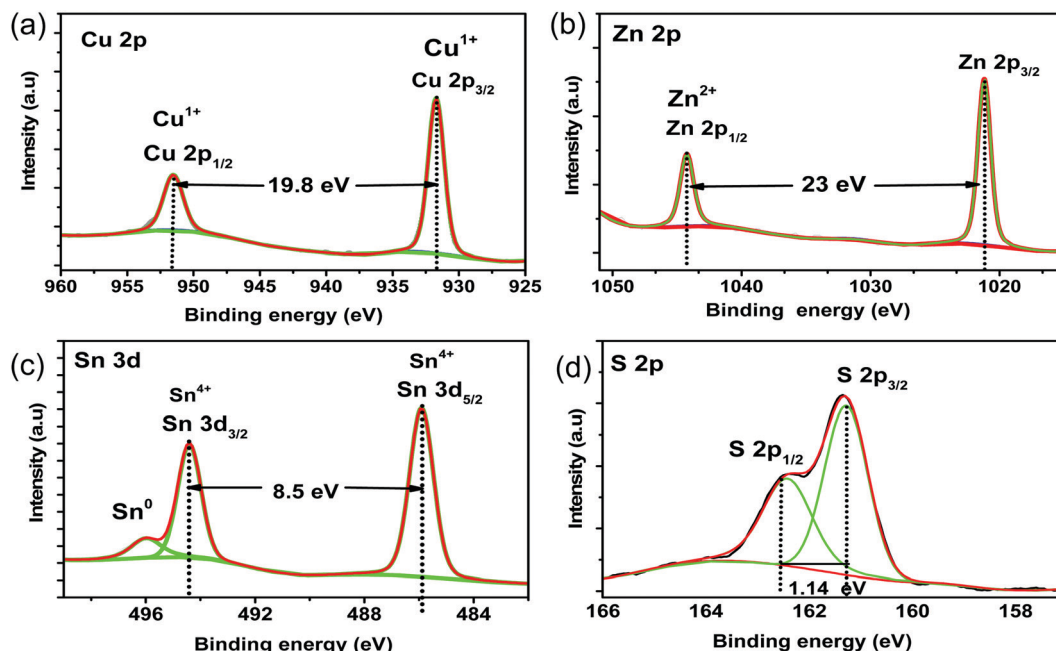 (a)
Cu 2p
Cu¹⁺
Cu 2p₃/₂
Cu¹⁺
Cu 2p₁/₂
19.8 eV
Intensity (a.u)
960 955 950 945 940 935 930 925
Binding energy (eV)
(b)
Zn 2p
Zn 2p₃/₂
Zn²⁺
Zn 2p₁/₂
23 eV
Intensity (a.u)
1050 1040 1030 1020
Binding energy (eV)
(c)
Sn 3d
Sn⁴⁺
Sn 3d₅/₂
Sn⁴⁺
Sn 3d₃/₂
Sn⁰
8.5 eV
Intensity (a.u)
496 492 488 484
Binding energy (eV)
(d)
S 2p
S 2p₃/₂
S 2p₁/₂
1.14 eV
Intensity (a.u)
166 164 162 160 158
Binding energy (eV)